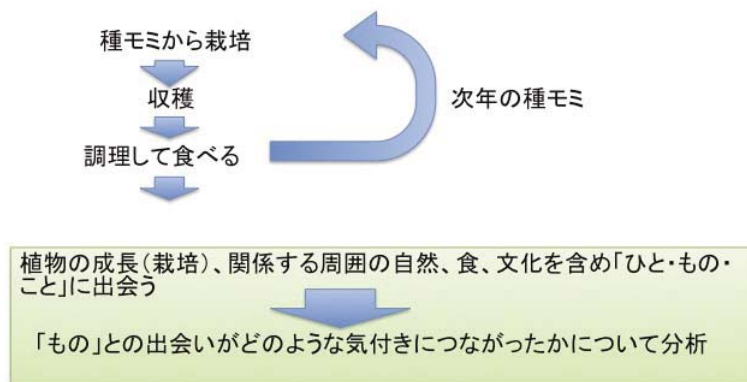 種モミから栽培
収穫
次年の種モミ
調理して食べる
植物の成長(栽培)、関係する周囲の自然、食、文化を含め「ひと・もの・
こと」に出会う
「もの」との出会いがどのような気付きにつながったかについて分析